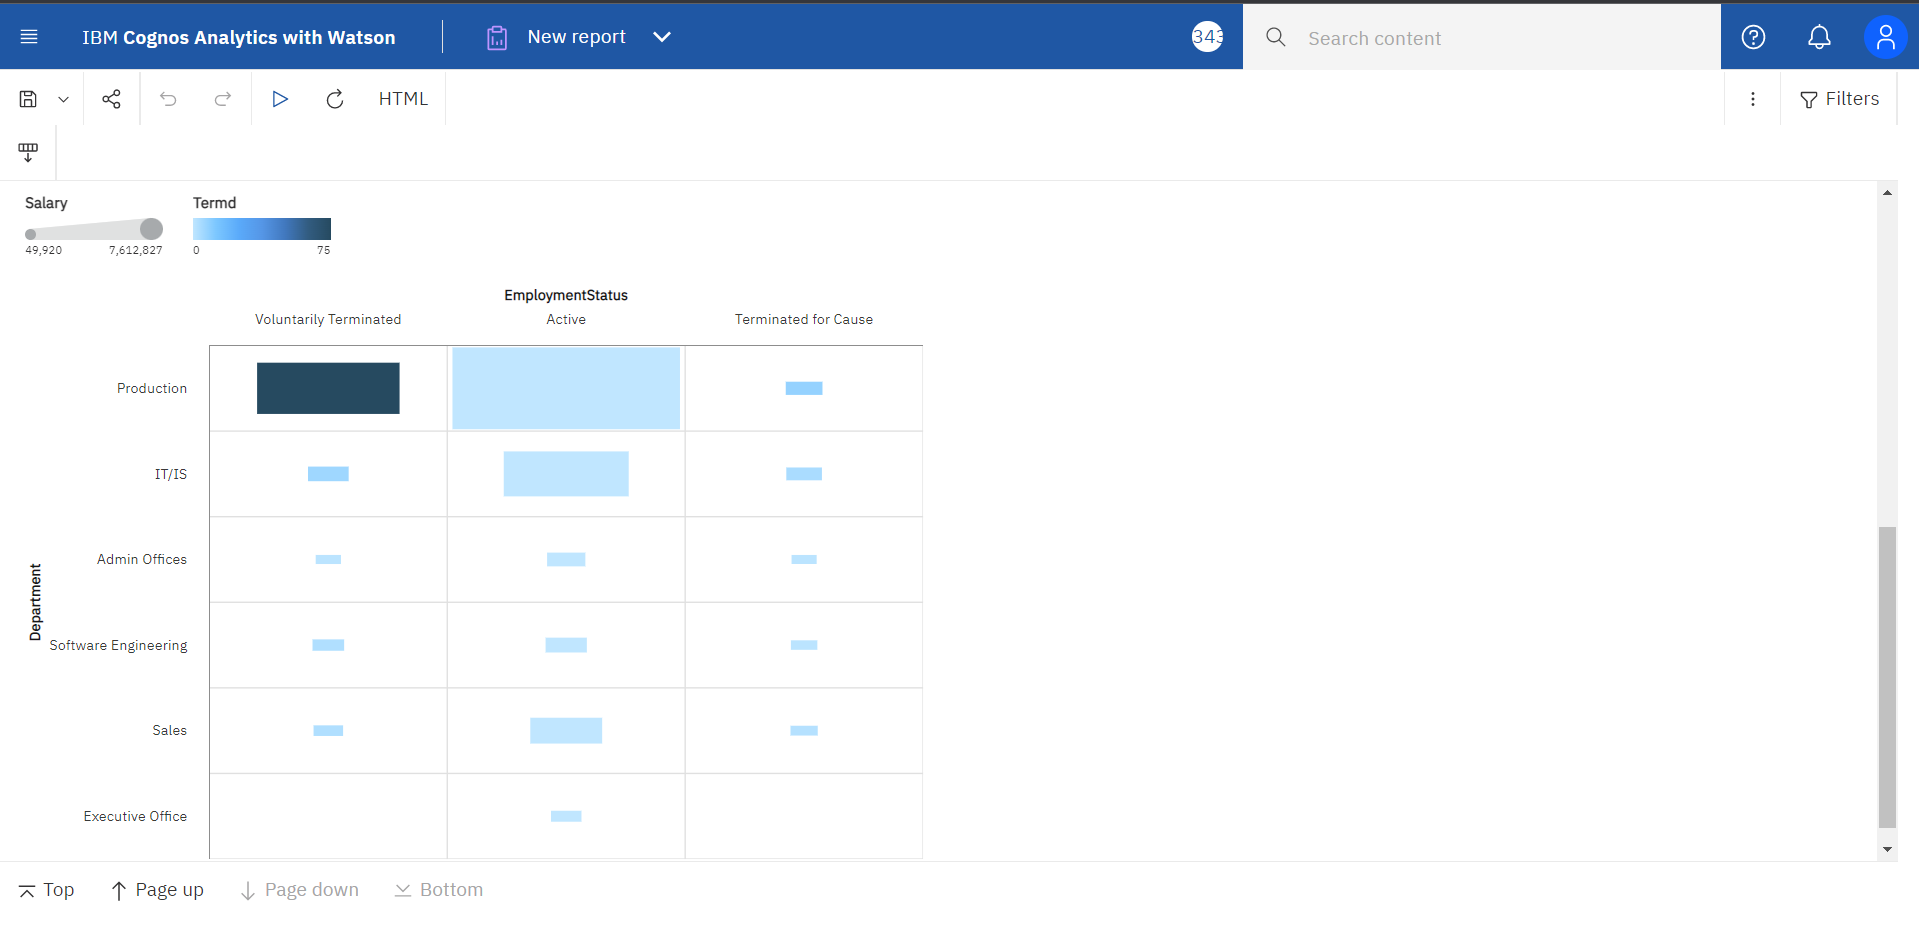 IBM Cognos Analytics with Watson
New report
343
Search content
HTML
Filters
Salary
49,920 7,612,827
Termd
0 75
EmploymentStatus
Voluntarily Terminated Active Terminated for Cause
Department
Production
IT/IS
Admin Offices
Software Engineering
Sales
Executive Office
Top Page up Page down Bottom